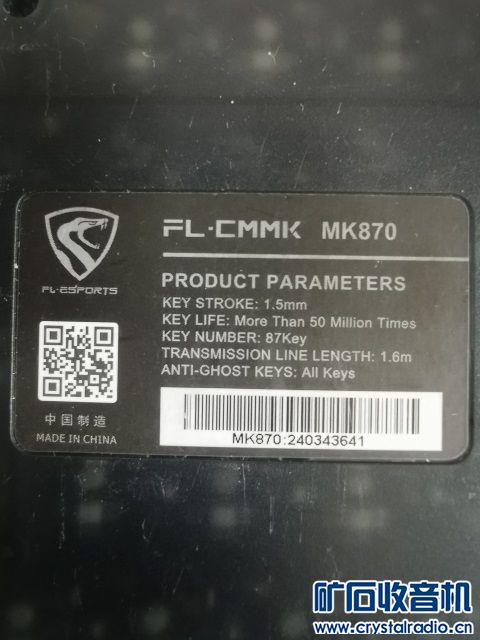 FL·CMMK MK870
FL-ESPORTS
PRODUCT PARAMETERS
KEY STROKE: 1.5mm
KEY LIFE: More Than 50 Million Times
KEY NUMBER: 87Key
TRANSMISSION LINE LENGTH: 1.6m
ANTI-GHOST KEYS: All Keys
中国制造
MADE IN CHINA
MK870:240343641
矿石收音机
www.crystalradio.cn